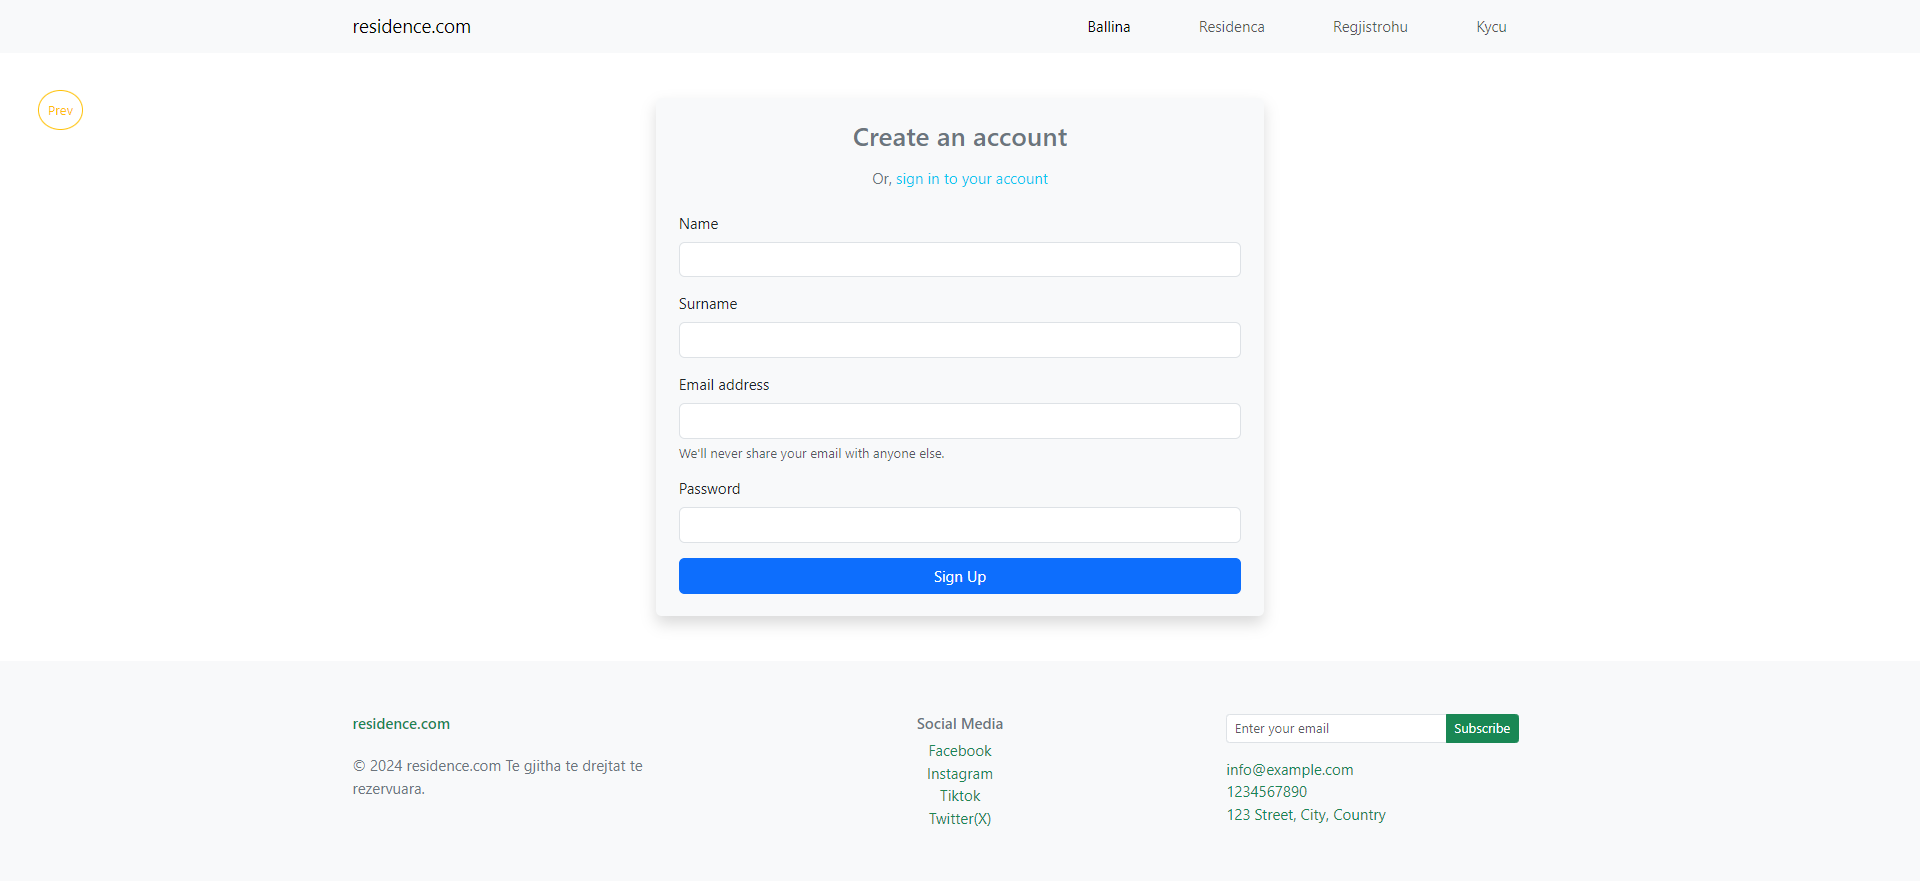 residence.com
Ballina
Residenca
Regjistrohu
Kycu
Prev
Create an account
Or, sign in to your account
Name
Surname
Email address
We'll never share your email with anyone else.
Password
Sign Up
residence.com
© 2024 residence.com Te gjitha te drejtat te
rezervuara.
Social Media
Facebook
Instagram
Tiktok
Twitter(X)
Enter your email
Subscribe
info@example.com
1234567890
123 Street, City, Country